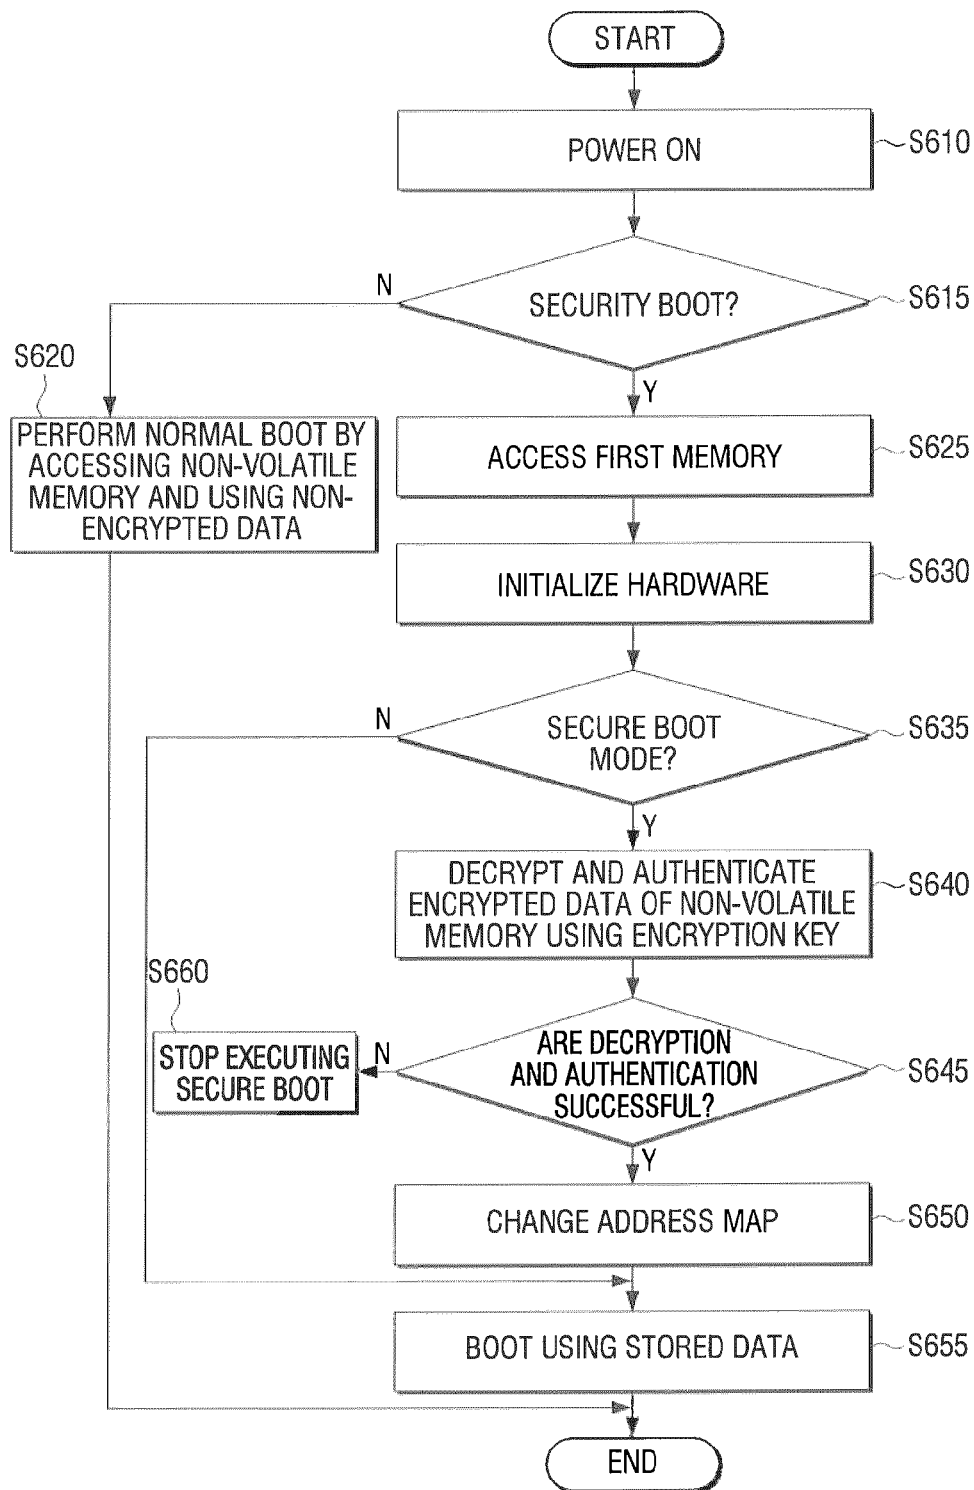 START
POWER ON
S610
N
SECURITY BOOT?
S615
S620
Y
PERFORM NORMAL BOOT BY
ACCESSING NON-VOLATILE
MEMORY AND USING NON-
ENCRYPTED DATA
ACCESS FIRST MEMORY
S625
INITIALIZE HARDWARE
S630
N
SECURE BOOT
MODE?
S635
Y
DECRYPT AND AUTHENTICATE
ENCRYPTED DATA OF NON-VOLATILE
MEMORY USING ENCRYPTION KEY
S640
S660
STOP EXECUTING
SECURE BOOT
N
ARE DECRYPTION
AND AUTHENTICATION
SUCCESSFUL?
S645
Y
CHANGE ADDRESS MAP
S650
BOOT USING STORED DATA
S655
END